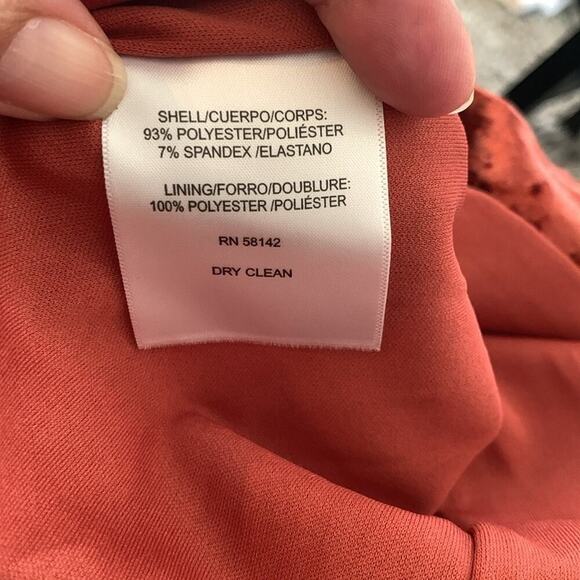 SHELL/CUERPO/CORPS:
93% POLYESTER/POLIÉSTER
7% SPANDEX /ELASTANO
LINING/FORRO/DOUBLURE:
100% POLYESTER /POLIÉSTER
RN 58142
DRY CLEAN